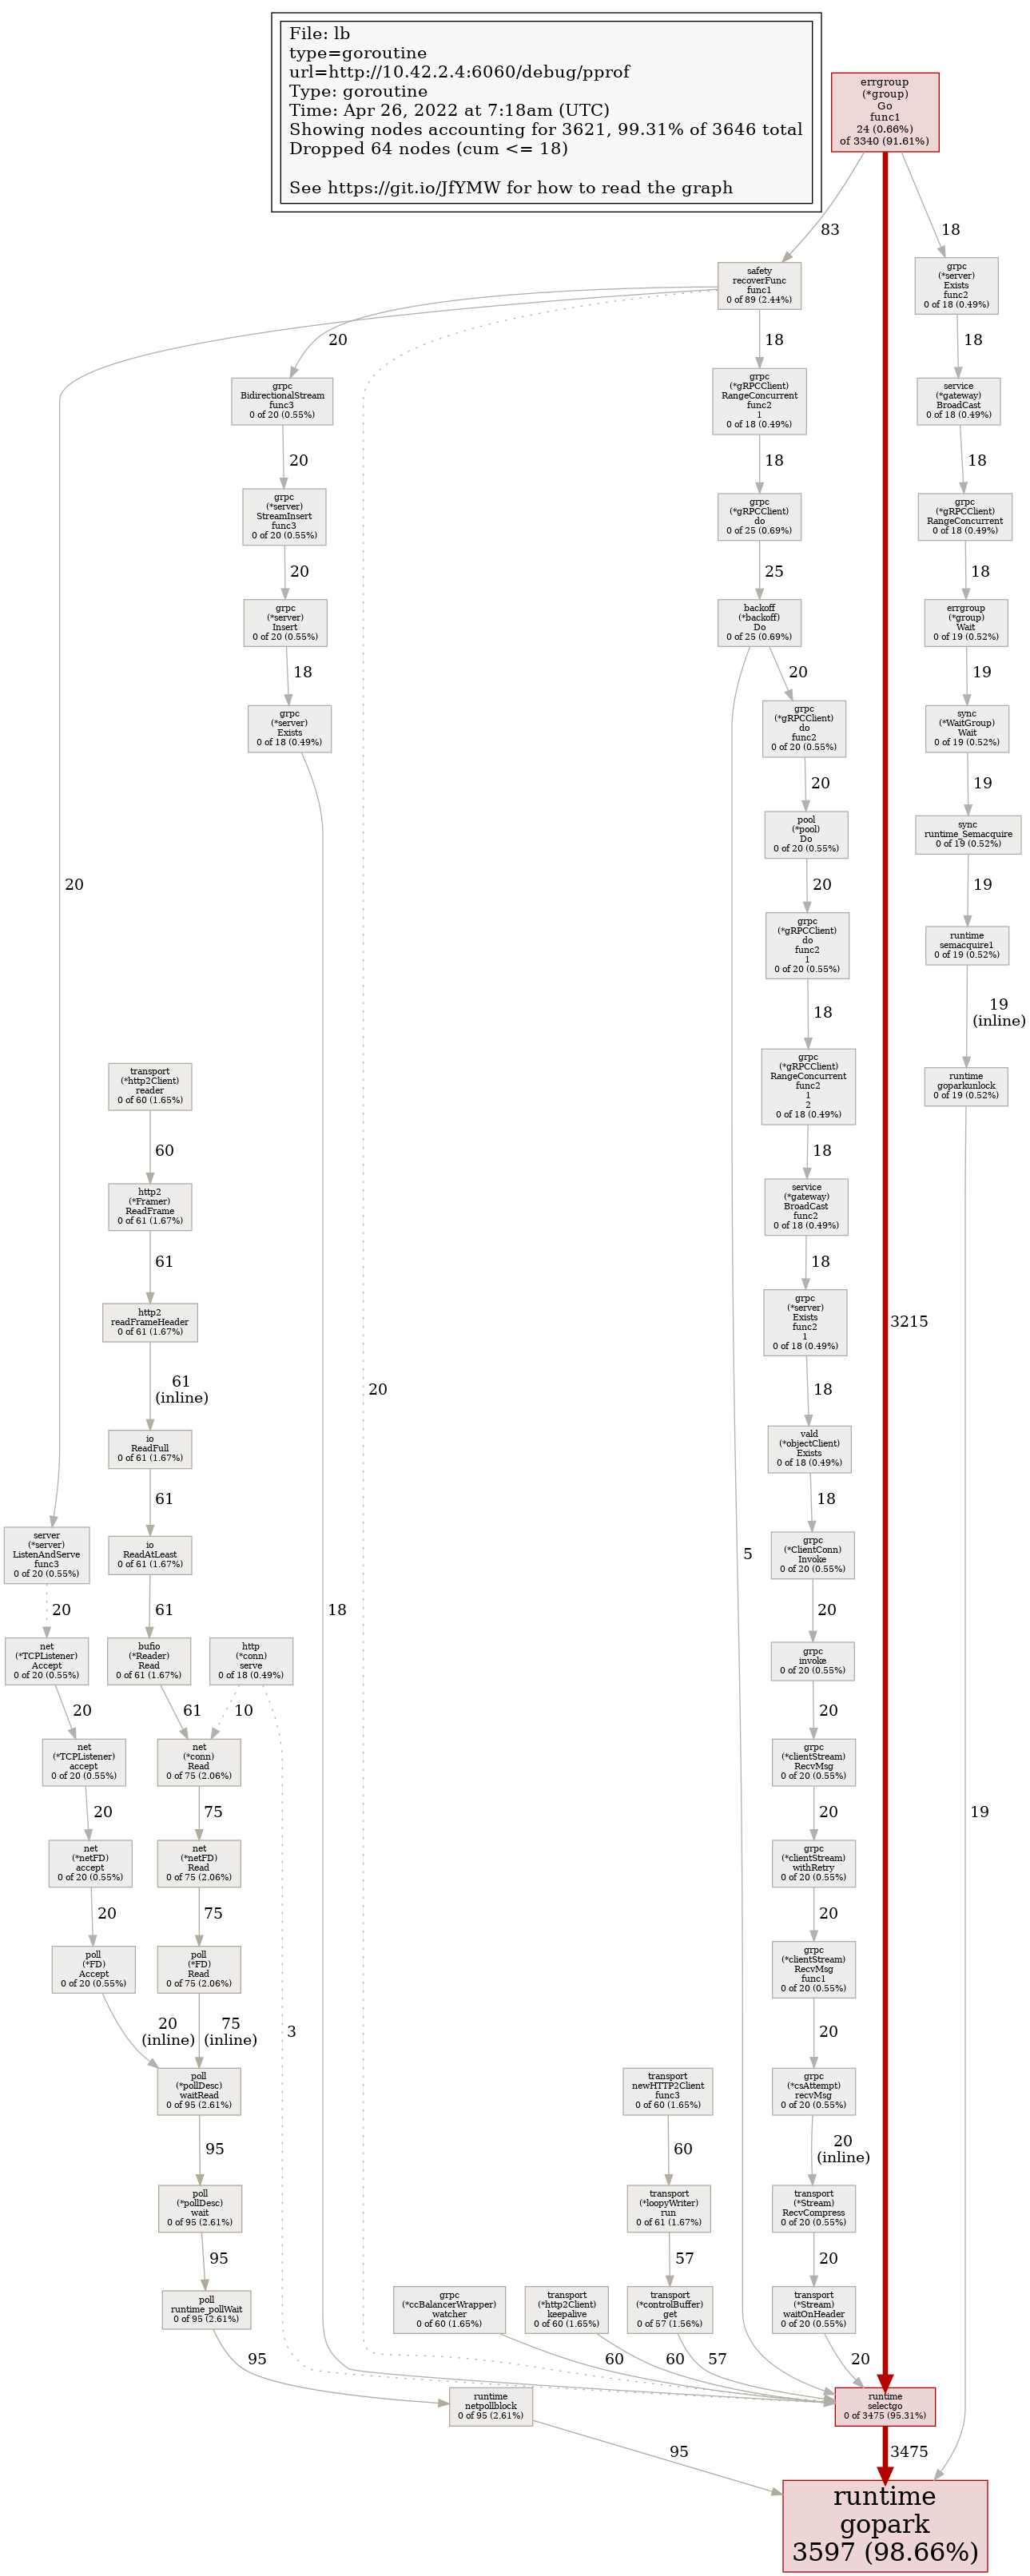 File: lb
type=goroutine
url=http://10.42.2.4:6060/debug/pprof
Type: goroutine
Time: Apr 26, 2022 at 7:18am (UTC)
Showing nodes accounting for 3621, 99.31% of 3646 total
Dropped 64 nodes (cum <= 18)
See https://git.io/JfYMW for how to read the graph
errgroup
(*group)
Go
func1
24 (0.66%)
of 3340 (91.61%)
83
18
safety
recoverFunc
func1
0 of 89 (2.44%)
grpc
(*server)
Exists
func2
0 of 18 (0.49%)
20
18
18
grpc
BidirectionalStream
func3
0 of 20 (0.55%)
grpc
(*gRPCClient)
RangeConcurrent
func2
1
0 of 18 (0.49%)
service
(*gateway)
BroadCast
0 of 18 (0.49%)
20
18
18
grpc
(*server)
StreamInsert
func3
0 of 20 (0.55%)
grpc
(*gRPCClient)
do
0 of 25 (0.69%)
grpc
(*gRPCClient)
RangeConcurrent
0 of 18 (0.49%)
20
25
18
grpc
(*server)
Insert
0 of 20 (0.55%)
backoff
(*backoff)
Do
0 of 25 (0.69%)
errgroup
(*group)
Wait
0 of 19 (0.52%)
18
20
19
grpc
(*server)
Exists
0 of 18 (0.49%)
grpc
(*gRPCClient)
do
func2
0 of 20 (0.55%)
sync
(*WaitGroup)
Wait
0 of 19 (0.52%)
20
19
pool
(*pool)
Do
0 of 20 (0.55%)
sync
runtime_Semacquire
0 of 19 (0.52%)
20
20
19
grpc
(*gRPCClient)
do
func2
1
0 of 20 (0.55%)
runtime
semacquire1
0 of 19 (0.52%)
18
19
(inline)
transport
(*http2Client)
reader
0 of 60 (1.65%)
grpc
(*gRPCClient)
RangeConcurrent
func2
1
2
0 of 18 (0.49%)
runtime
goparkunlock
0 of 19 (0.52%)
60
18
http2
(*Framer)
ReadFrame
0 of 61 (1.67%)
service
(*gateway)
BroadCast
func2
0 of 18 (0.49%)
61
18
http2
readFrameHeader
0 of 61 (1.67%)
grpc
(*server)
Exists
func2
1
0 of 18 (0.49%)
3215
61
(inline)
20
18
io
ReadFull
0 of 61 (1.67%)
vald
(*objectClient)
Exists
0 of 18 (0.49%)
61
18
server
(*server)
ListenAndServe
func3
0 of 20 (0.55%)
io
ReadAtLeast
0 of 61 (1.67%)
grpc
(*ClientConn)
Invoke
0 of 20 (0.55%)
5
20
61
18
20
net
(*TCPListener)
Accept
0 of 20 (0.55%)
bufio
(*Reader)
Read
0 of 61 (1.67%)
http
(*conn)
serve
0 of 18 (0.49%)
grpc
invoke
0 of 20 (0.55%)
20
61
10
20
net
(*TCPListener)
accept
0 of 20 (0.55%)
net
(*conn)
Read
0 of 75 (2.06%)
grpc
(*clientStream)
RecvMsg
0 of 20 (0.55%)
20
75
20
19
net
(*netFD)
accept
0 of 20 (0.55%)
net
(*netFD)
Read
0 of 75 (2.06%)
grpc
(*clientStream)
withRetry
0 of 20 (0.55%)
20
75
20
poll
(*FD)
Accept
0 of 20 (0.55%)
poll
(*FD)
Read
0 of 75 (2.06%)
grpc
(*clientStream)
RecvMsg
func1
0 of 20 (0.55%)
20
(inline)
75
(inline)
3
20
poll
(*pollDesc)
waitRead
0 of 95 (2.61%)
transport
newHTTP2Client
func3
0 of 60 (1.65%)
grpc
(*csAttempt)
recvMsg
0 of 20 (0.55%)
95
60
20
(inline)
poll
(*pollDesc)
wait
0 of 95 (2.61%)
transport
(*loopyWriter)
run
0 of 61 (1.67%)
transport
(*Stream)
RecvCompress
0 of 20 (0.55%)
95
57
20
poll
runtime_pollWait
0 of 95 (2.61%)
grpc
(*ccBalancerWrapper)
watcher
0 of 60 (1.65%)
transport
(*http2Client)
keepalive
0 of 60 (1.65%)
transport
(*controlBuffer)
get
0 of 57 (1.56%)
transport
(*Stream)
waitOnHeader
0 of 20 (0.55%)
95
60
60
57
20
runtime
netpollblock
0 of 95 (2.61%)
runtime
selectgo
0 of 3475 (95.31%)
95
3475
runtime
gopark
3597 (98.66%)